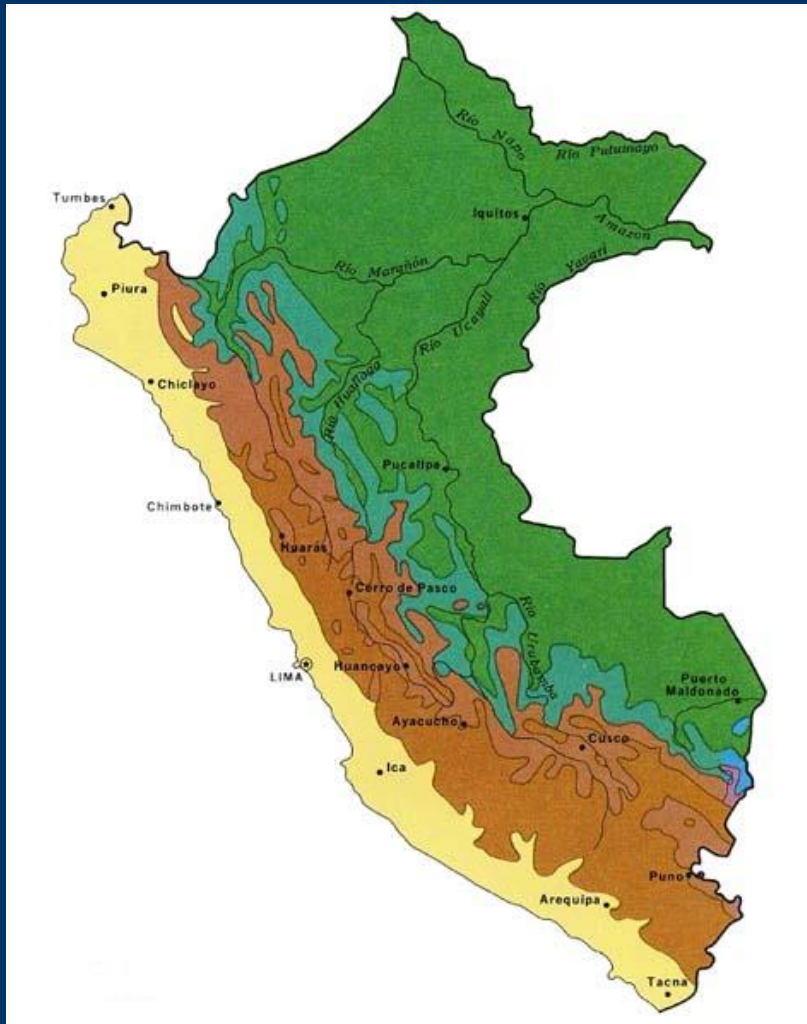 Río Napo
Río Putumayo
Tumbes
Iquitos
Amazon
Río Yavarí
Río Marañón
Piura
Río Ucayali
Chiclayo
Río Huallaga
Pucallpa
Chimbote
Huarás
Cerro de Pasco
Río Urubamba
LIMA
Huancayo
Puerto
Maldonado
Ayacucho
Cusco
Ica
Puno
Arequipa
Tacna